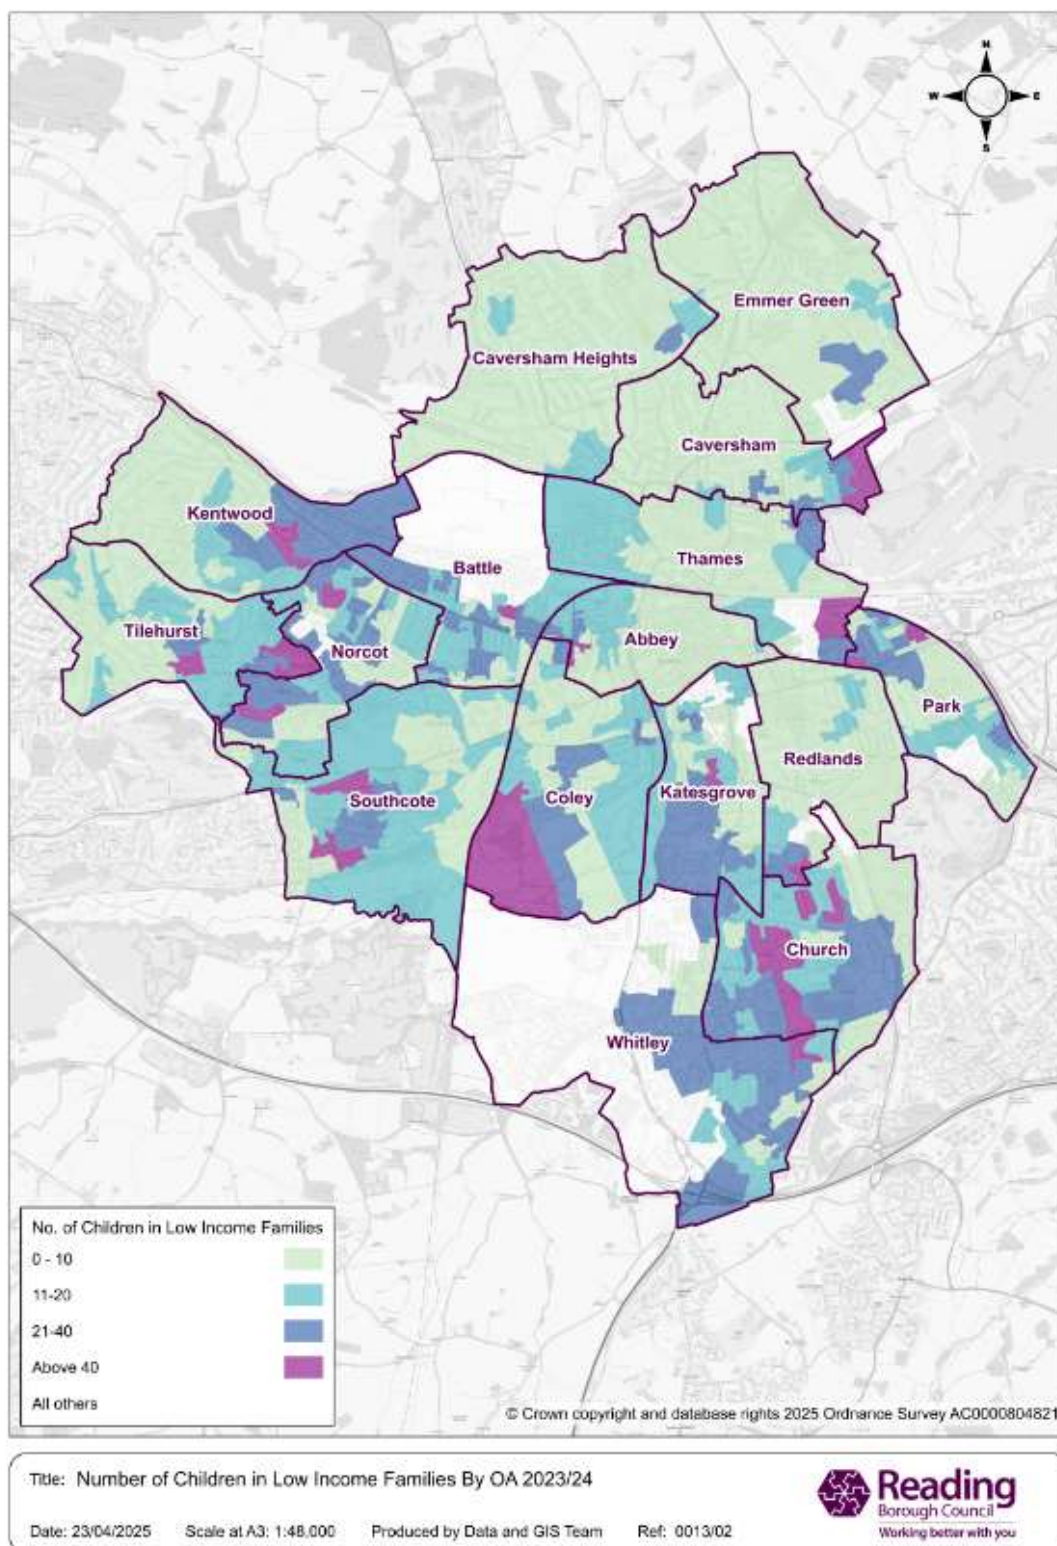 N
W
E
S
Emmer Green
Caversham Heights
Caversham
Kentwood
Battle
Thames
Tilehurst
Norcot
Abbey
Park
Redlands
Southcote
Coley
Katesgrove
Church
Whitley
No. of Children in Low Income Families
0 - 10
11-20
21-40
Above 40
All others
© Crown copyright and database rights 2025 Ordnance Survey AC0000804821
Title: Number of Children in Low Income Families By OA 2023/24
Date: 23/04/2025 Scale at A3: 1:48,000 Produced by Data and GIS Team Ref: 0013/02
Reading
Borough Council
Working better with you